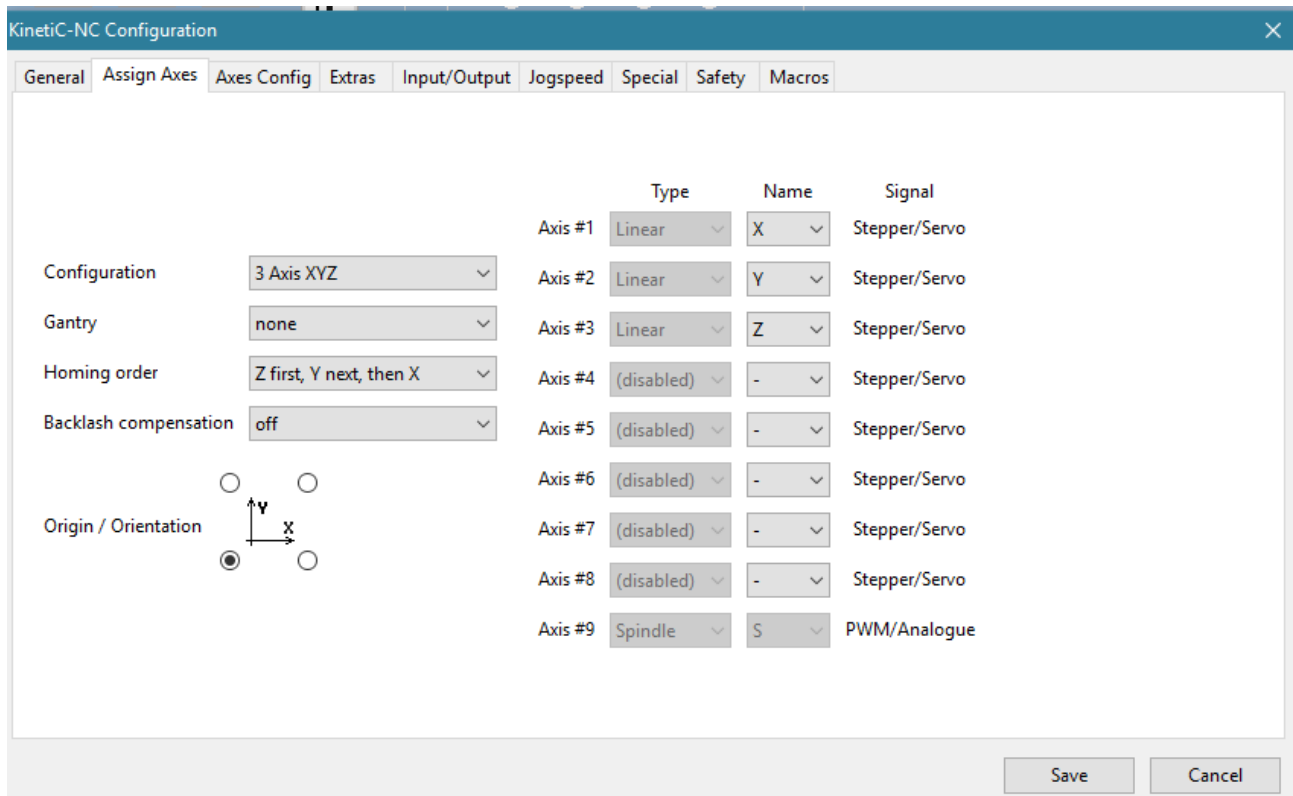 KinetiC-NC Configuration
General Assign Axes Axes Config Extras Input/Output Jogspeed Special Safety Macros
Type Name Signal
Axis #1 Linear X Stepper/Servo
Configuration 3 Axis XYZ Axis #2 Linear Y Stepper/Servo
Gantry none Axis #3 Linear Z Stepper/Servo
Homing order Z first, Y next, then X Axis #4 (disabled) - Stepper/Servo
Backlash compensation off Axis #5 (disabled) - Stepper/Servo
Axis #6 (disabled) - Stepper/Servo
Y
Origin / Orientation X Axis #7 (disabled) - Stepper/Servo
Axis #8 (disabled) - Stepper/Servo
Axis #9 Spindle S PWM/Analogue
Save Cancel